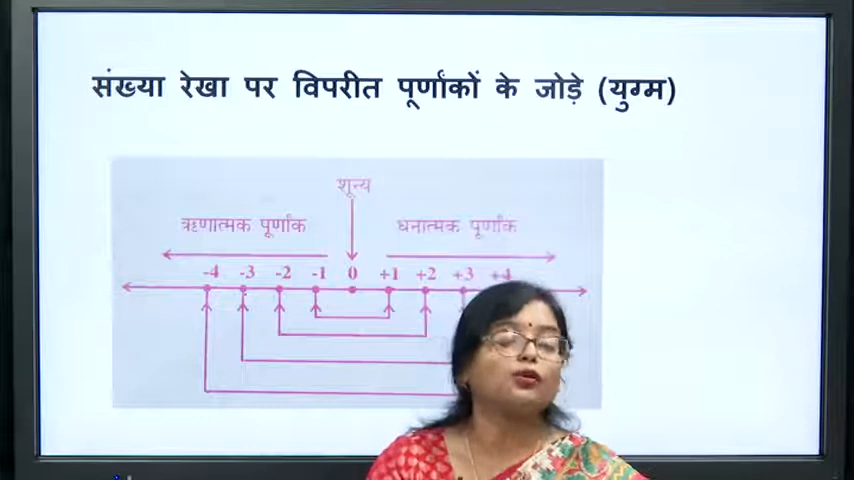 संख्या रेखा पर विपरीत पूर्णांकों के जोड़े (युग्म)
शून्य
ऋणात्मक पूर्णांक धनात्मक पूर्णांक
-4 -3 -2 -1 0 +1 +2 +3 +4